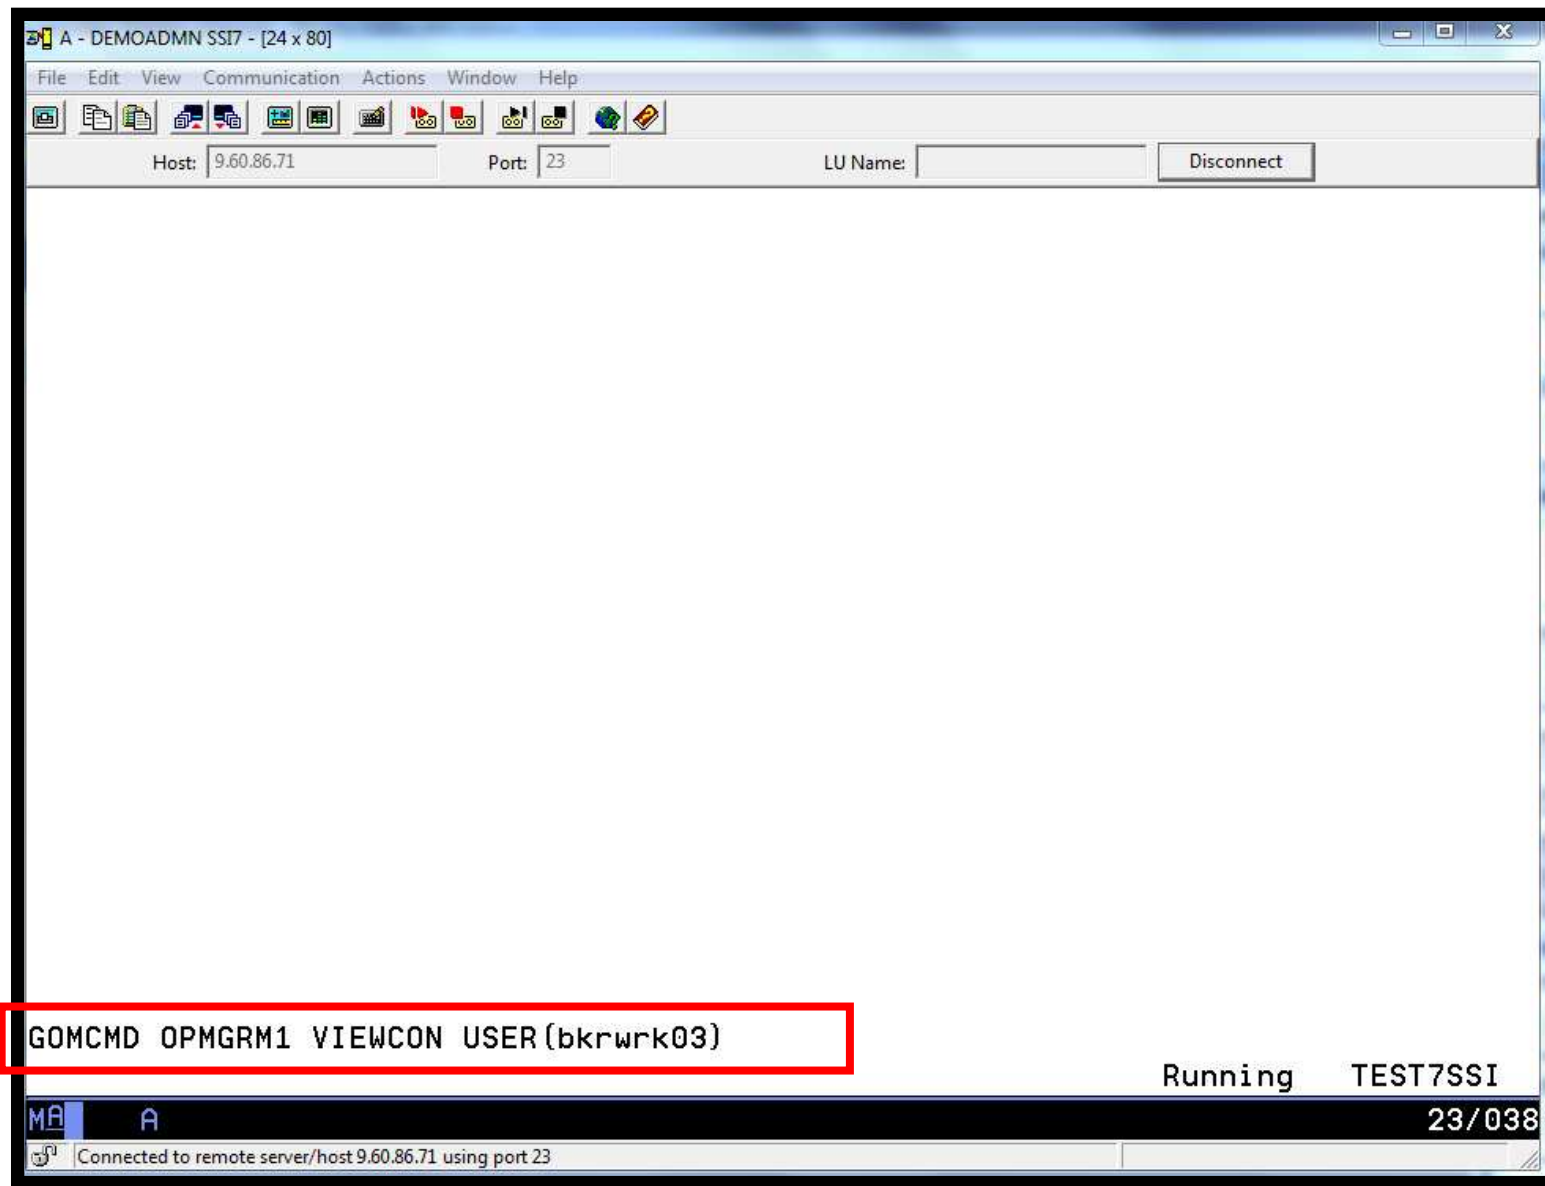 A - DEMOADMN SSI7 - [24 x 80]
File Edit View Communication Actions Window Help
Host: 9.60.86.71 Port: 23 LU Name: Disconnect
GOMCMD OPMGRM1 VIEWCON USER(bkrwrk03)
Running TEST7SSI
MA A 23/038
Connected to remote server/host 9.60.86.71 using port 23